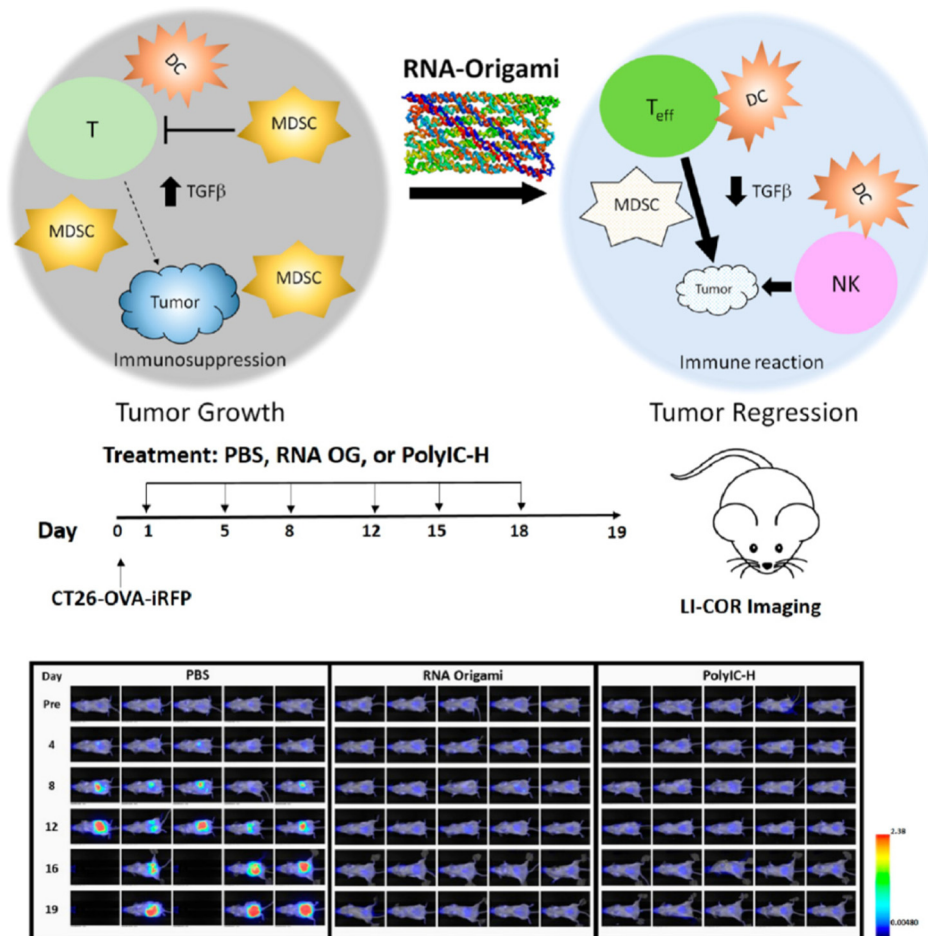 DC
T
MDSC
TGFβ
MDSC
MDSC
Tumor
Immunosuppression
Tumor Growth
RNA-Origami
Teff
DC
MDSC
TGFβ
DC
Tumor
NK
Immune reaction
Tumor Regression
Treatment: PBS, RNA OG, or PolyIC-H
Day 0 1 5 8 12 15 18 19
CT26-OVA-iRFP
LI-COR Imaging
Day PBS RNA Origami PolyIC-H
Pre
4
8
12
16
19
2.38
0.00480